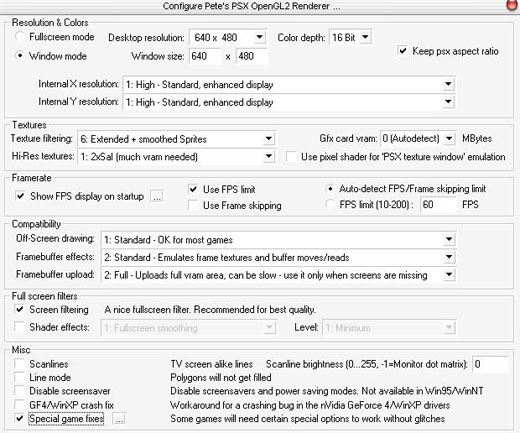 Configure Pete's PSX OpenGL2 Renderer ...
Resolution & Colors
Fullscreen mode Desktop resolution: 640 x 480 Color depth: 16 Bit
Window mode Window size: 640 x 480 Keep psx aspect ratio
Internal X resolution: 1: High - Standard, enhanced display
Internal Y resolution: 1: High - Standard, enhanced display
Textures
Texture filtering: 6: Extended + smoothed Sprites Gfx card vram: 0 (Autodetect) MBytes
Hi-Res textures: 1: 2xSaI (much vram needed) Use pixel shader for 'PSX texture window' emulation
Framerate
Show FPS display on startup ... Use FPS limit Auto-detect FPS/Frame skipping limit
Use Frame skipping FPS limit (10-200) : 60 FPS
Compatibility
Off-Screen drawing: 1: Standard - OK for most games
Framebuffer effects: 2: Standard - Emulates frame textures and buffer moves/reads
Framebuffer upload: 2: Full - Uploads full vram area, can be slow - use it only when screens are missing
Full screen filters
Screen filtering A nice fullscreen filter. Recommended for best quality.
Shader effects: 1: Fullscreen smoothing Level: 1: Minimum
Misc
Scanlines TV screen alike lines Scanline brightness (0...255, -1=Monitor dot matrix): 0
Line mode Polygons will not get filled
Disable screensaver Disable screensavers and power saving modes. Not available in Win95/WinNT
GF4/WinXP crash fix Workaround for a crashing bug in the nVidia GeForce 4/WinXP drivers
Special game fixes ... Some games will need certain special options to work without glitches